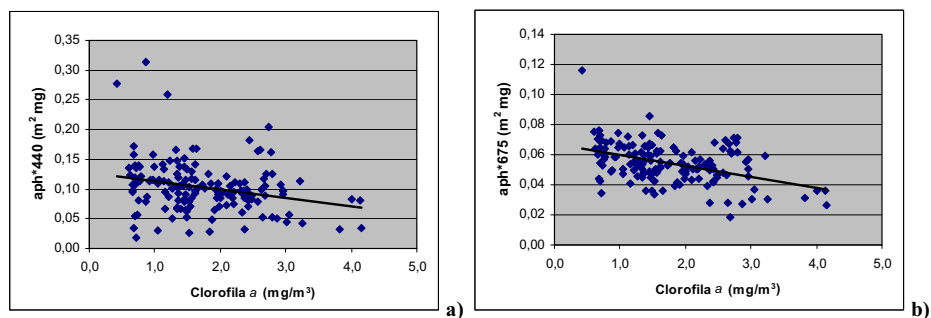 0,35
0,30
0,25
0,20
0,15
0,10
0,05
0,00
aph*440 (m² mg)
0,0 1,0 2,0 3,0 4,0 5,0
Clorofila a (mg/m³)
a)
0,14
0,12
0,10
0,08
0,06
0,04
0,02
0,00
aph*675 (m² mg)
0,0 1,0 2,0 3,0 4,0 5,0
Clorofila a (mg/m³)
b)